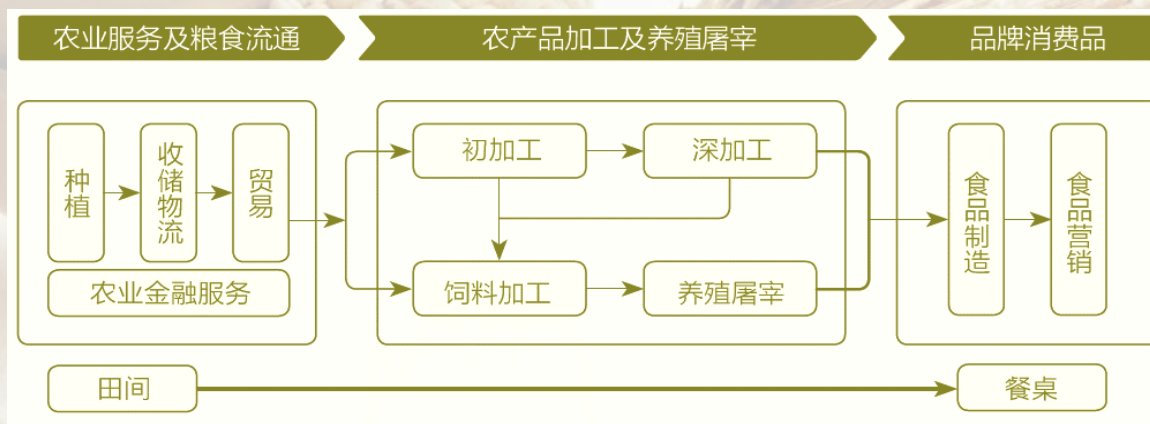 农业服务及粮食流通
农产品加工及养殖屠宰
品牌消费品
种植
收储物流
贸易
农业金融服务
初加工
深加工
饲料加工
养殖屠宰
食品制造
食品营销
田间
餐桌